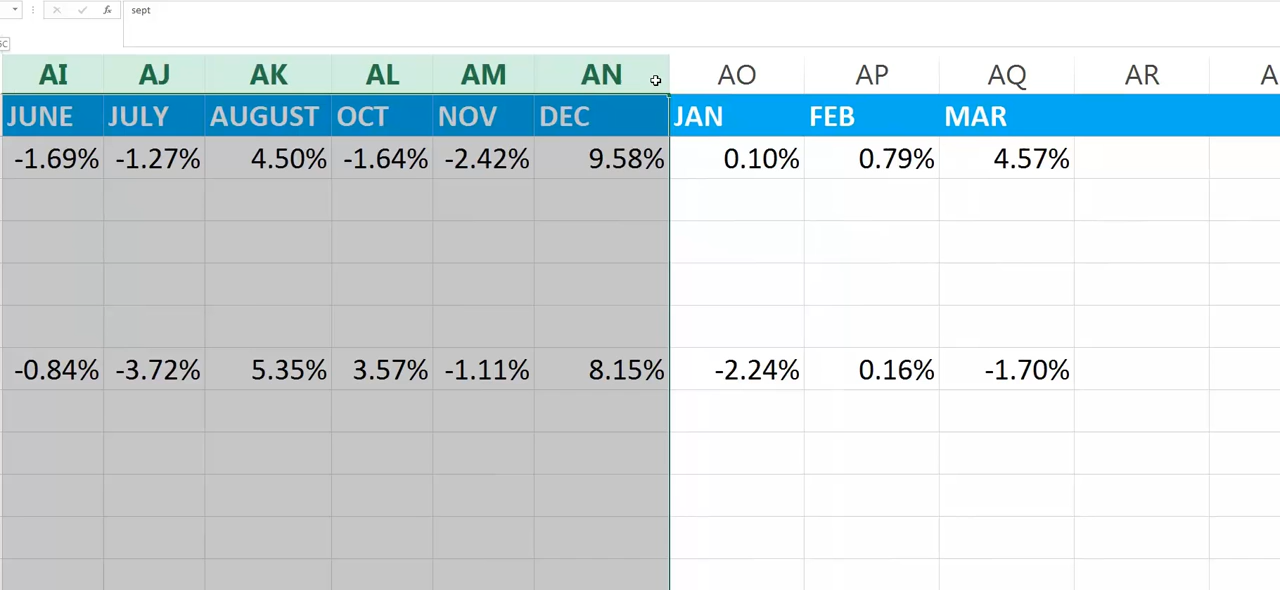 fx sept
5C
AI AJ AK AL AM AN AO AP AQ AR A
JUNE JULY AUGUST OCT NOV DEC JAN FEB MAR
-1.69% -1.27% 4.50% -1.64% -2.42% 9.58% 0.10% 0.79% 4.57%
-0.84% -3.72% 5.35% 3.57% -1.11% 8.15% -2.24% 0.16% -1.70%